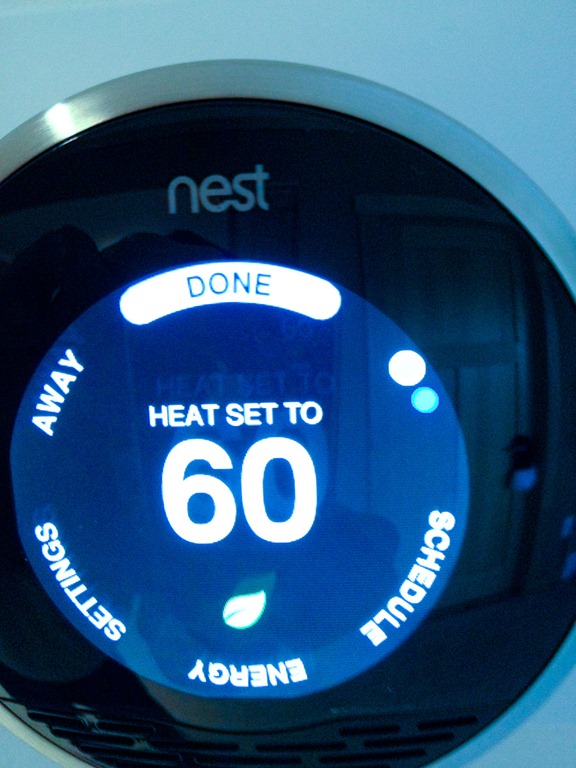 nest
DONE
AWAY
HEAT SET TO
60
SETTINGS
SCHEDULE
ENERGY